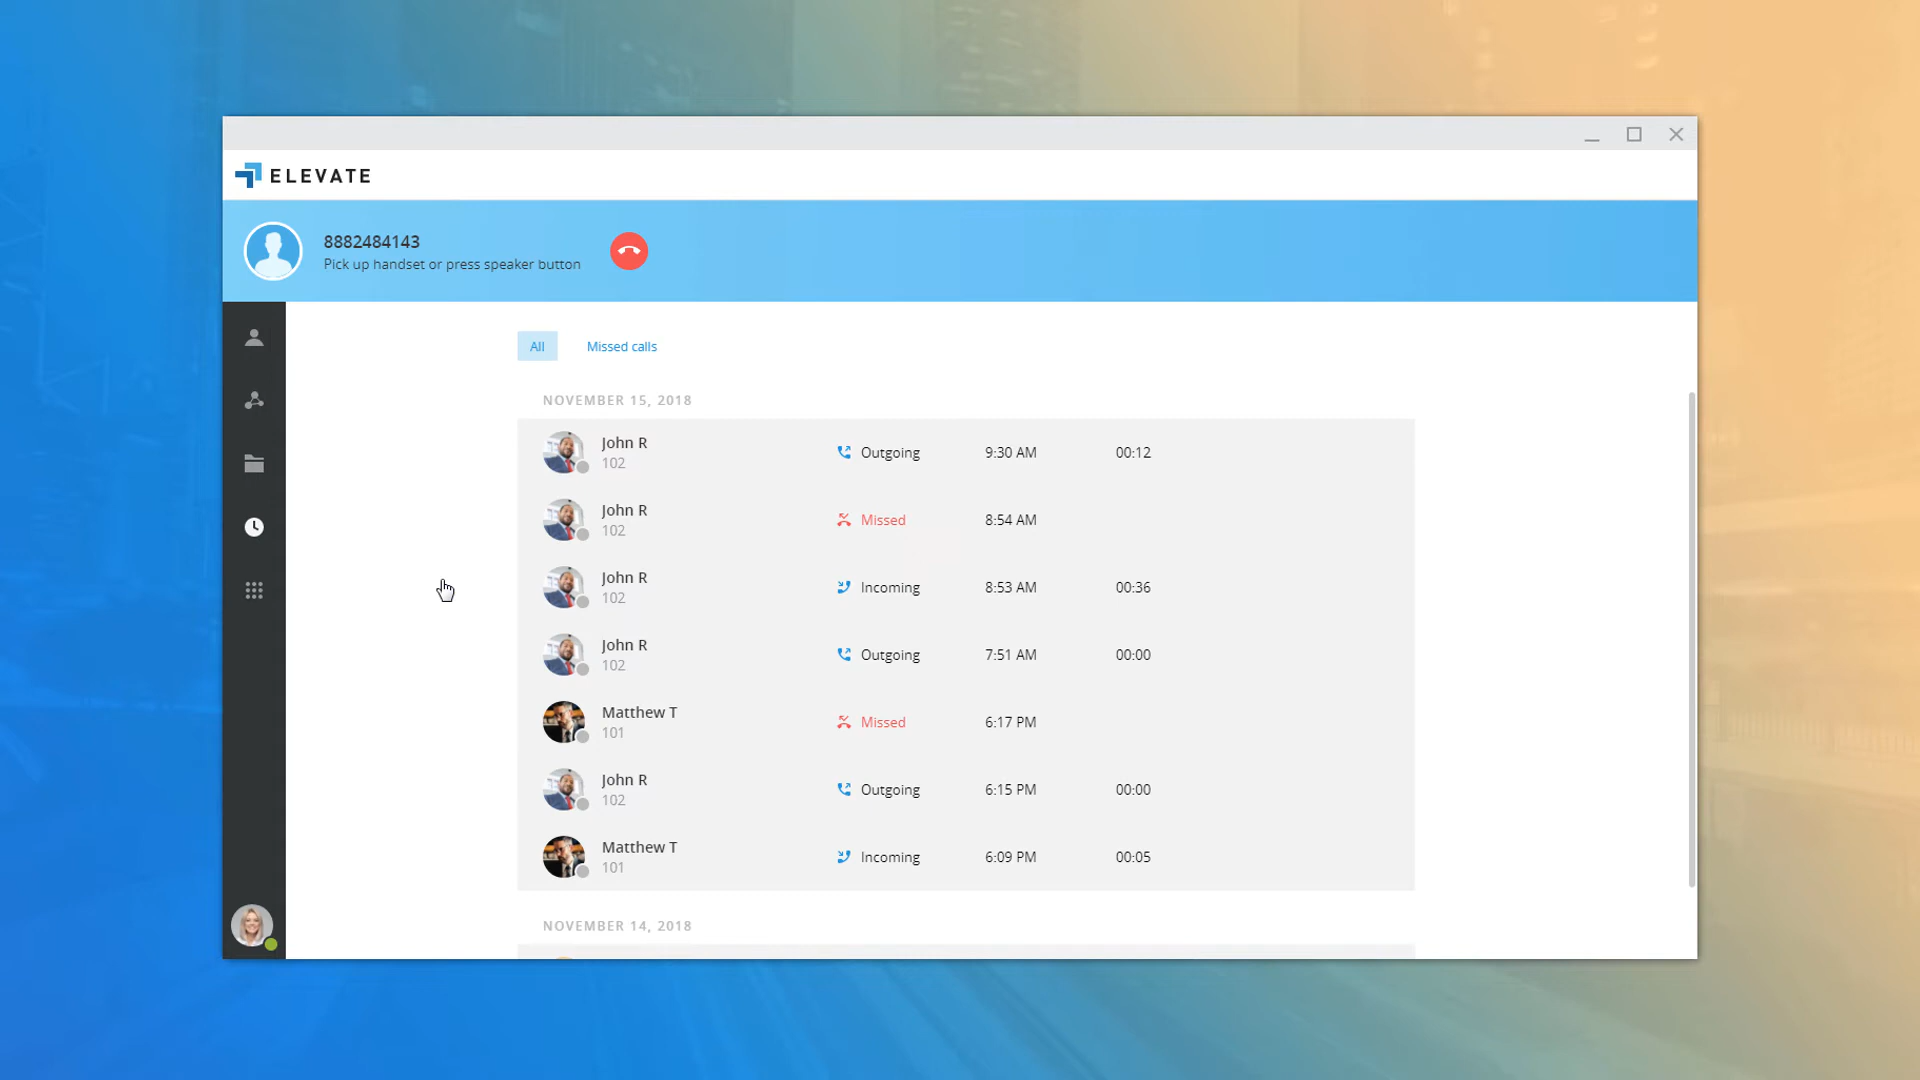 ELEVATE
8882484143
Pick up handset or press speaker button
All Missed calls
NOVEMBER 15, 2018
John R
102
Outgoing 9:30 AM 00:12
John R
102
Missed 8:54 AM
John R
102
Incoming 8:53 AM 00:36
John R
102
Outgoing 7:51 AM 00:00
Matthew T
101
Missed 6:17 PM
John R
102
Outgoing 6:15 PM 00:00
Matthew T
101
Incoming 6:09 PM 00:05
NOVEMBER 14, 2018